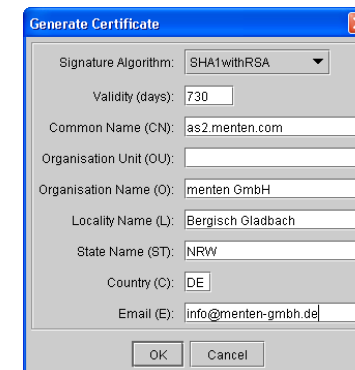 Generate Certificate
Signature Algorithm: SHA1withRSA
Validity (days): 730
Common Name (CN): as2.menten.com
Organisation Unit (OU):
Organisation Name (O): menten GmbH
Locality Name (L): Bergisch Gladbach
State Name (ST): NRW
Country (C): DE
Email (E): info@menten-gmbh.de
OK Cancel